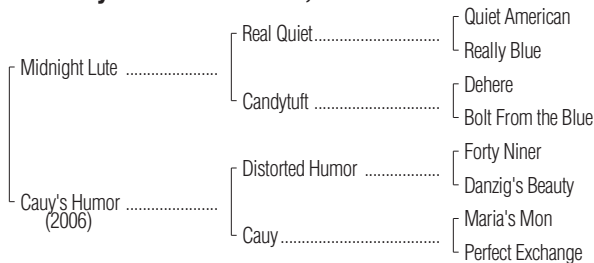 Quiet American
Real Quiet
Really Blue
Midnight Lute
Dehere
Candytuft
Bolt From the Blue
Forty Niner
Distorted Humor
Danzig's Beauty
Cauy's Humor
(2006)
Maria's Mon
Cauy
Perfect Exchange